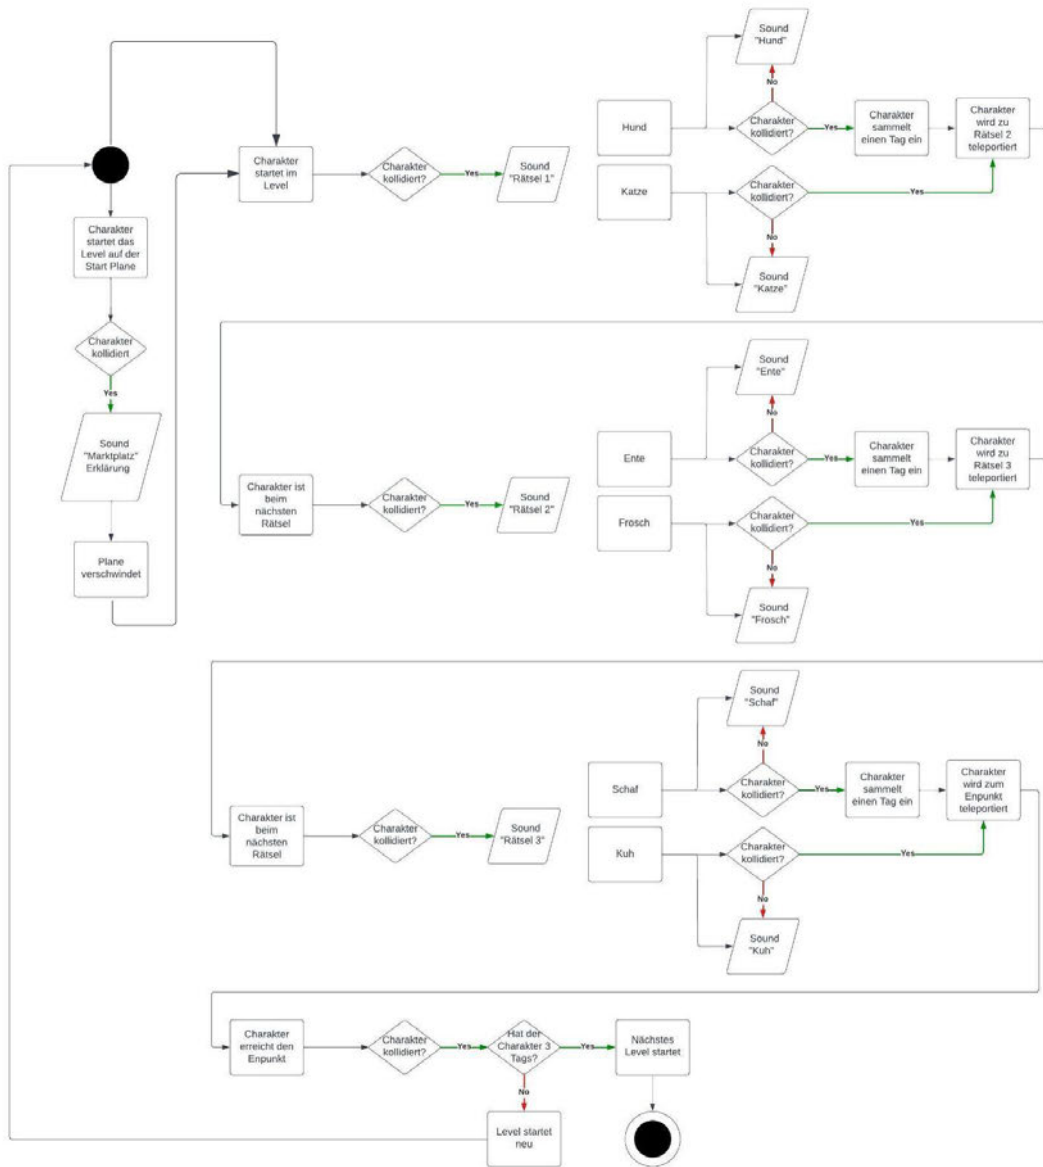 Charakter
startet das
Level auf der
Start Plane
Charakter
kollidiert
Yes
Sound
"Marktplatz"
Erklärung
Plane
verschwindet
Charakter
startet im
Level
Charakter
kollidiert?
Yes
Sound
"Rätsel 1"
Hund
Sound
"Hund"
No
Charakter
kollidiert?
Yes
Charakter
sammelt
einen Tag ein
Charakter
wird zu
Rätsel 2
teleportiert
Katze
Charakter
kollidiert?
Yes
No
Sound
"Katze"
Charakter ist
beim
nächsten
Rätsel
Charakter
kollidiert?
Yes
Sound
"Rätsel 2"
Ente
Sound
"Ente"
No
Charakter
kollidiert?
Yes
Charakter
sammelt
einen Tag ein
Charakter
wird zu
Rätsel 3
teleportiert
Frosch
Charakter
kollidiert?
Yes
No
Sound
"Frosch"
Charakter ist
beim
nächsten
Rätsel
Charakter
kollidiert?
Yes
Sound
"Rätsel 3"
Schaf
Sound
"Schaf"
No
Charakter
kollidiert?
Yes
Charakter
sammelt
einen Tag ein
Charakter
wird zum
Enpunkt
teleportiert
Kuh
Charakter
kollidiert?
Yes
No
Sound
"Kuh"
Charakter
erreicht den
Enpunkt
Charakter
kollidiert?
Yes
Hat der
Charakter 3
Tags?
Yes
Nächstes
Level startet
No
Level startet
neu